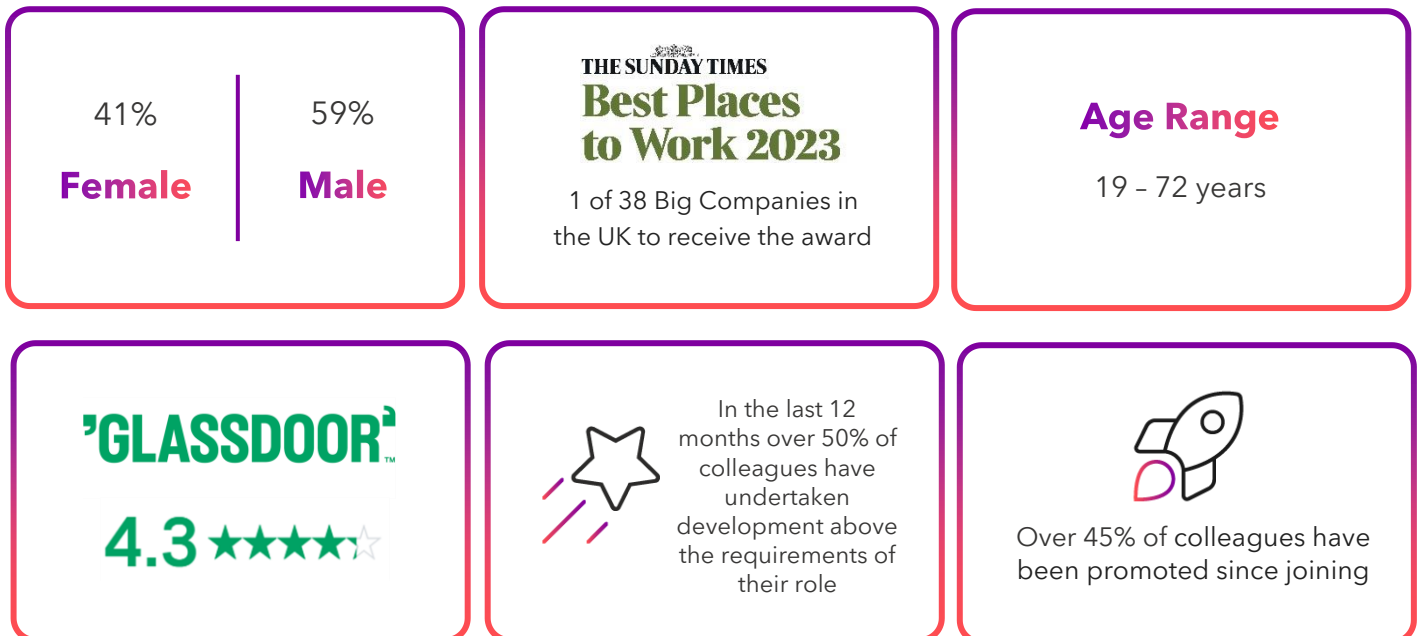 41%
Female
59%
Male
THE SUNDAY TIMES
Best Places
to Work 2023
1 of 38 Big Companies in
the UK to receive the award
Age Range
19 – 72 years
’GLASSDOOR’™
4.3
In the last 12
months over 50% of
colleagues have
undertaken
development above
the requirements of
their role
Over 45% of colleagues have
been promoted since joining